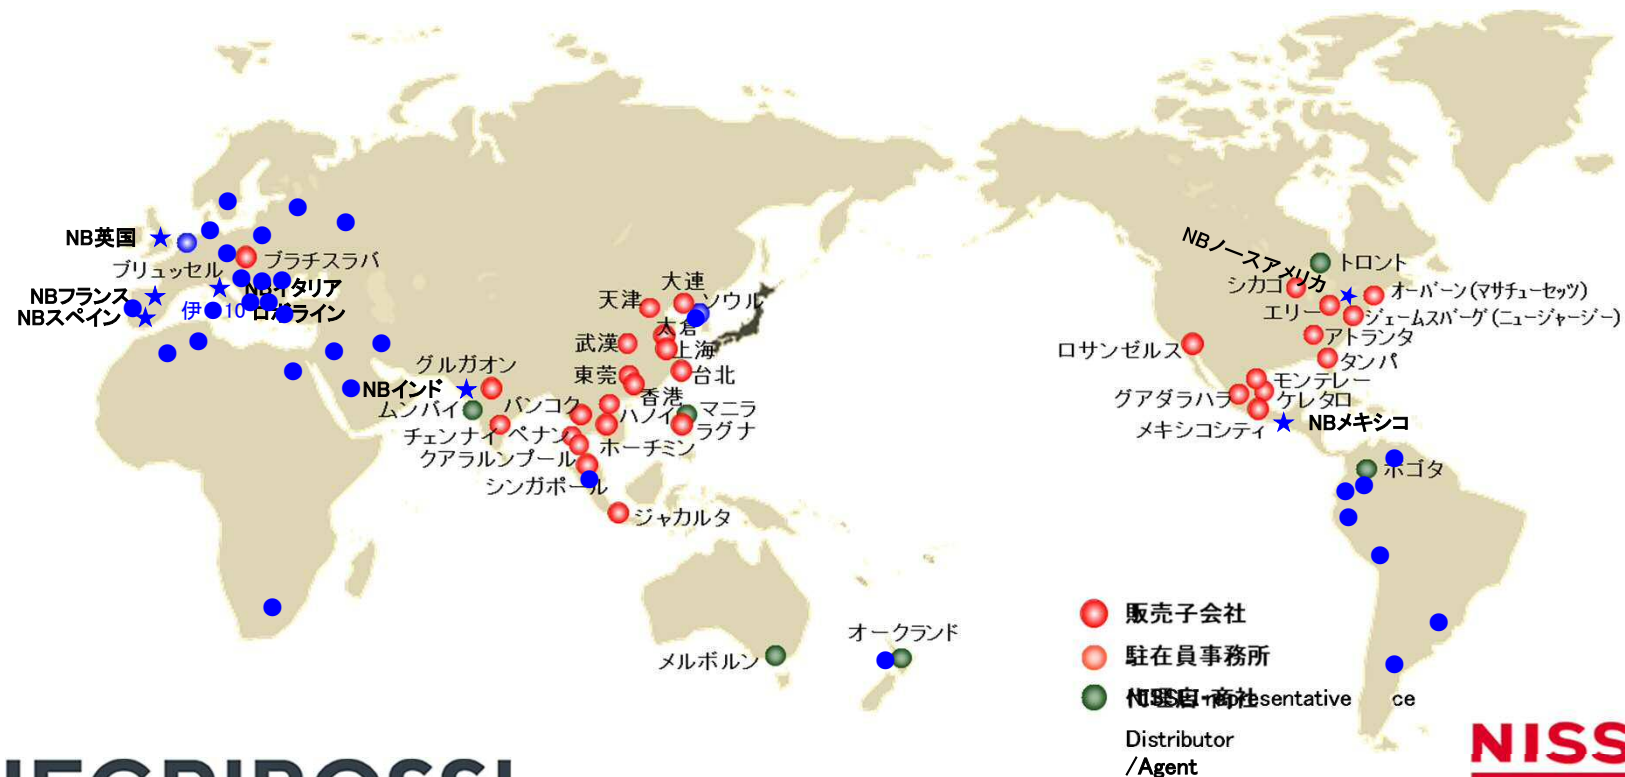 NB英国
ブリュッセル
ブラチスラバ
NBフランス
NBイタリア
NBスペイン
伊
10
グルガオン
NBインド
ムンバイ
チェンナイ
バンコク
ペナン
クアラルンプール
シンガポール
ジャカルタ
大連
天津
ソウル
太倉
武漢
上海
東莞
台北
香港
ハノイ
マニラ
ラグナ
ホーチミン
メルボルン
オークランド
NBノースアメリカ
トロント
シカゴ
オーバーン(マサチューセッツ)
エリー
ジェームスバーグ(ニュージャージー)
アトランタ
ロサンゼルス
タンパ
モンテレー
グアダラハラ
ケレタロ
メキシコシティ
NBメキシコ
ボゴタ
販売子会社
駐在員事務所
代理店・商社
Distributor
/Agent
NISS